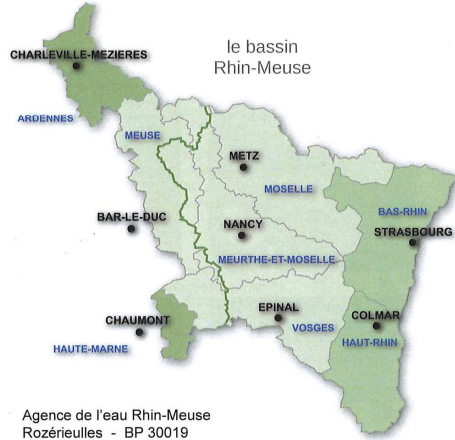 le bassin
Rhin-Meuse
CHARLEVILLE-MEZIERES
ARDENNES
MEUSE
METZ
MOSELLE
BAS-RHIN
BAR-LE-DUC
NANCY
STRASBOURG
MEURTHE-ET-MOSELLE
CHAUMONT
EPINAL
VOSGES
COLMAR
HAUTE-MARNE
HAUT-RHIN
Agence de l'eau Rhin-Meuse
Rozérieulles - BP 30019